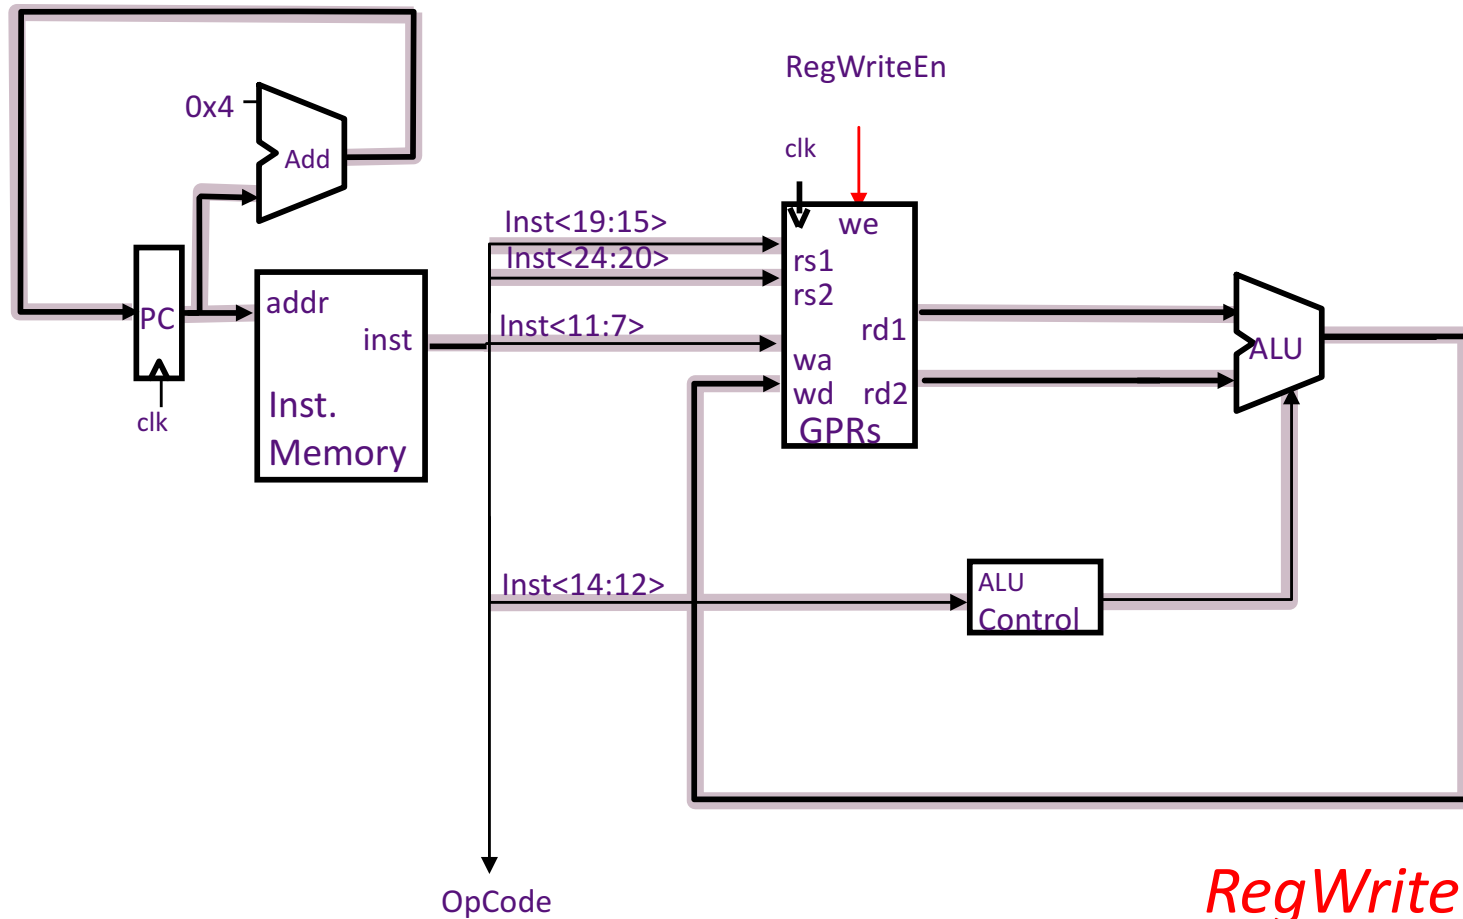 RegWriteEn
0x4
Add
clk
Inst<19:15>
we
Inst<24:20>
rs1
rs2
PC
addr
inst
Inst<11:7>
rd1
ALU
wa
wd
rd2
clk
Inst.
Memory
GPRs
Inst<14:12>
ALU
Control
OpCode
RegWrite